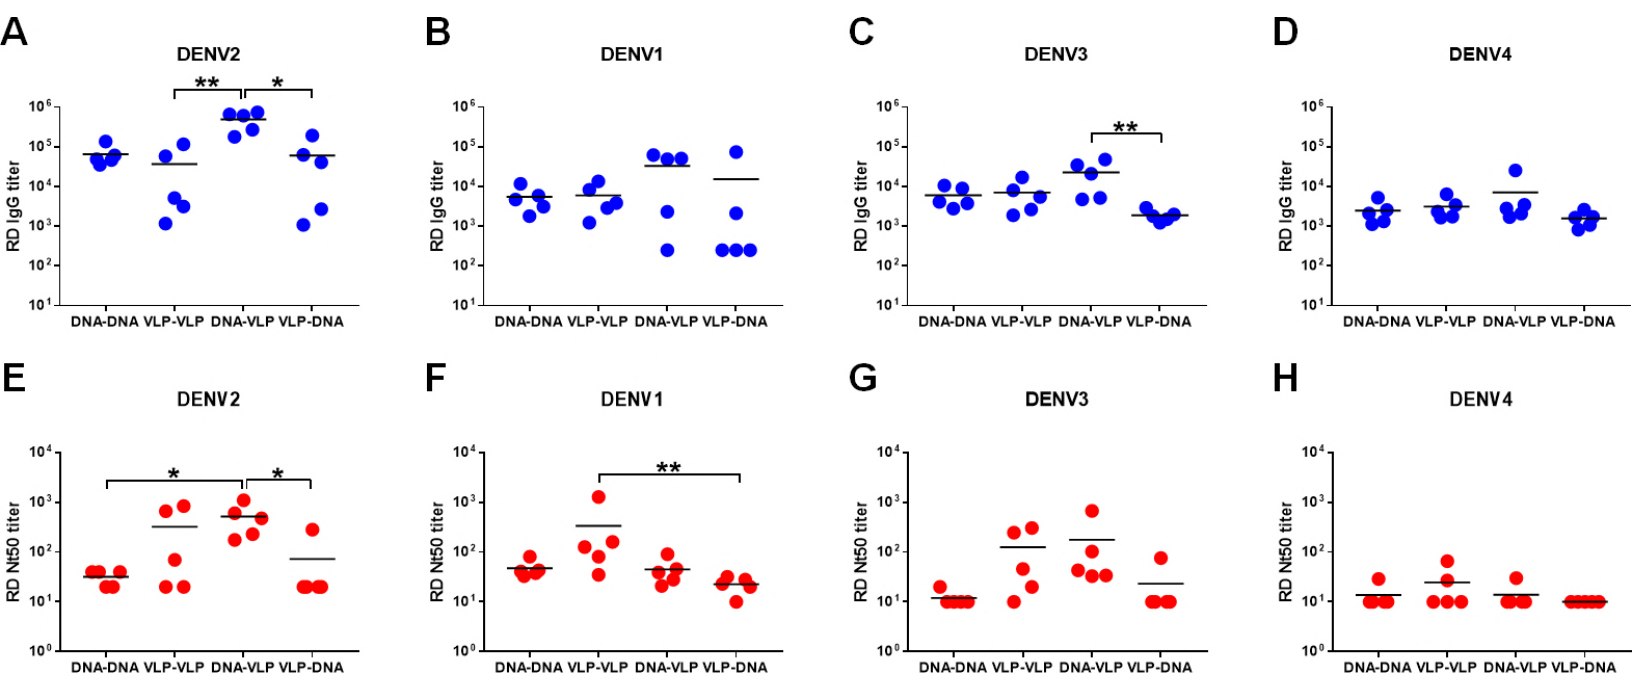 A
B
C
D
DENV2
DENV1
DENV3
DENV4
** *
**
RD IgG titer
10⁶
10⁵
10⁴
10³
10²
10¹
RD IgG titer
10⁶
10⁵
10⁴
10³
10²
10¹
RD IgG titer
10⁶
10⁵
10⁴
10³
10²
10¹
RD IgG titer
10⁶
10⁵
10⁴
10³
10²
10¹
DNA-DNA VLP-VLP DNA-VLP VLP-DNA
DNA-DNA VLP-VLP DNA-VLP VLP-DNA
DNA-DNA VLP-VLP DNA-VLP VLP-DNA
DNA-DNA VLP-VLP DNA-VLP VLP-DNA
E
F
G
H
DENV2
DENV1
DENV3
DENV4
* *
**
RD Nt50 titer
10⁴
10³
10²
10¹
10⁰
RD Nt50 titer
10⁴
10³
10²
10¹
10⁰
RD Nt50 titer
10⁴
10³
10²
10¹
10⁰
RD Nt50 titer
10⁴
10³
10²
10¹
10⁰
DNA-DNA VLP-VLP DNA-VLP VLP-DNA
DNA-DNA VLP-VLP DNA-VLP VLP-DNA
DNA-DNA VLP-VLP DNA-VLP VLP-DNA
DNA-DNA VLP-VLP DNA-VLP VLP-DNA